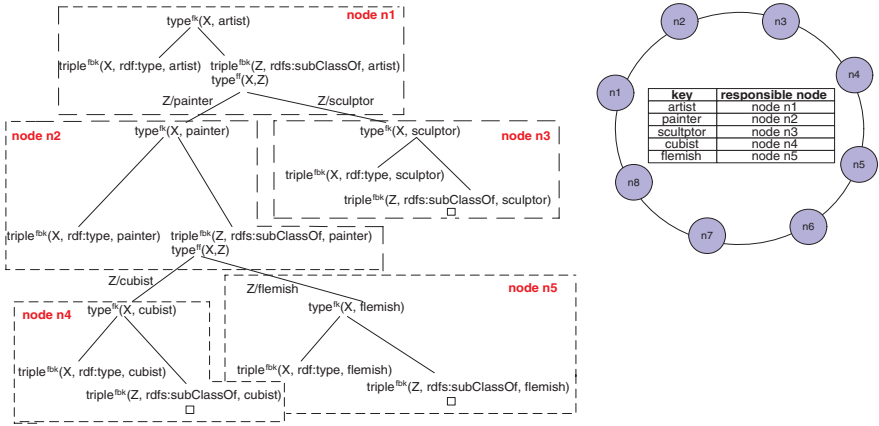 node n1
type^fk(X, artist)
triple^fbk(X, rdf:type, artist)
triple^fbk(Z, rdfs:subClassOf, artist)
type^ff(X,Z)
Z/painter
Z/sculptor
node n2
type^fk(X, painter)
triple^fbk(X, rdf:type, painter)
triple^fbk(Z, rdfs:subClassOf, painter)
type^ff(X,Z)
node n3
type^fk(X, sculptor)
triple^fbk(X, rdf:type, sculptor)
triple^fbk(Z, rdfs:subClassOf, sculptor)
Z/cubist
Z/flemish
node n4
type^fk(X, cubist)
triple^fbk(X, rdf:type, cubist)
triple^fbk(Z, rdfs:subClassOf, cubist)
node n5
type^fk(X, flemish)
triple^fbk(X, rdf:type, flemish)
triple^fbk(Z, rdfs:subClassOf, flemish)
n1
n2
n3
n4
n5
n6
n7
n8
key responsible node
artist node n1
painter node n2
scultptor node n3
cubist node n4
flemish node n5